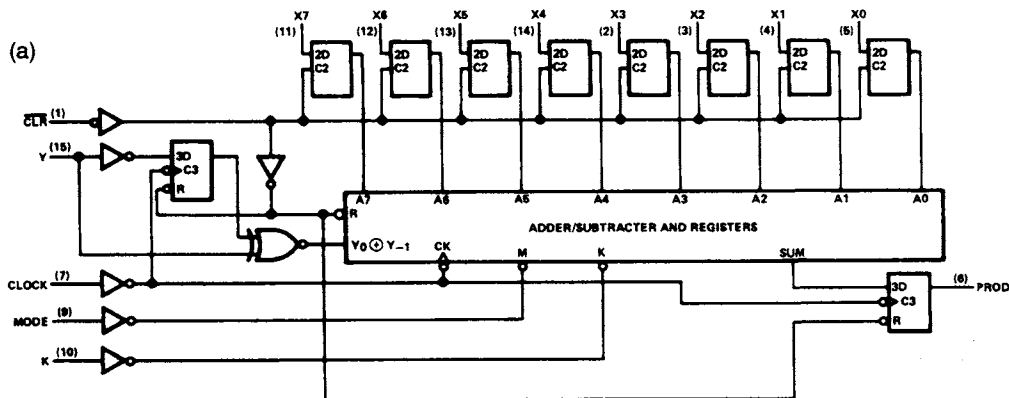 X7 X6 X5 X4 X3 X2 X1 X0
(11) (12) (13) (14) (2) (3) (4) (5)
(a)
2D 2D 2D 2D 2D 2D 2D 2D
C2 C2 C2 C2 C2 C2 C2 C2
CLR (1)
Y (15)
3D
C3
R
A7 A6 A5 A4 A3 A2 A1 A0
R
ADDER/SUBTRACTER AND REGISTERS
Y0 ⊕ Y−1
CK M K SUM
CLOCK (7)
3D (6) PROD
C3
R
MODE (9)
K (10)